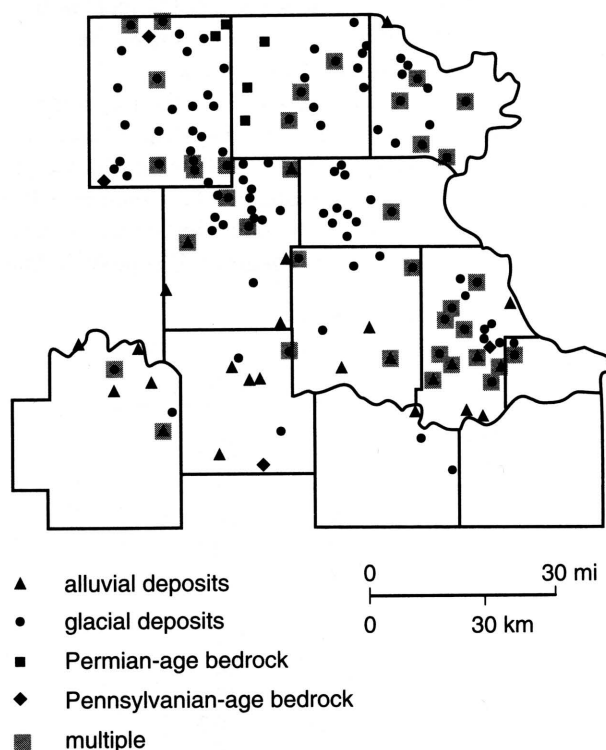 alluvial deposits
glacial deposits
Permian-age bedrock
Pennsylvanian-age bedrock
multiple
0 30 mi
0 30 km